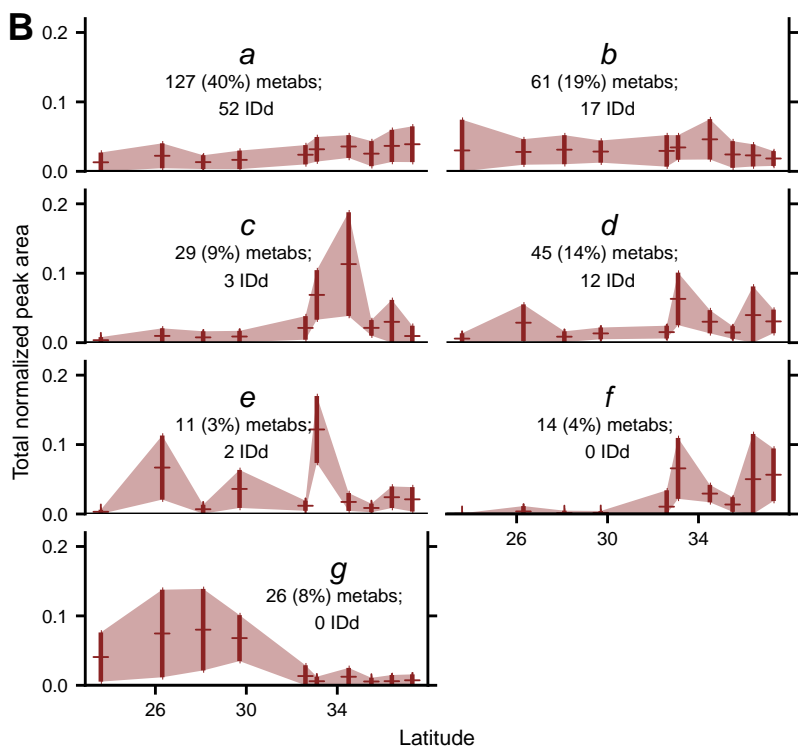 B
a
127 (40%) metabs;
52 IDd
b
61 (19%) metabs;
17 IDd
0.2
0.1
0.0
c
29 (9%) metabs;
3 IDd
d
45 (14%) metabs;
12 IDd
0.2
0.1
0.0
Total normalized peak area
e
11 (3%) metabs;
2 IDd
f
14 (4%) metabs;
0 IDd
0.2
0.1
0.0
26 30 34
g
26 (8%) metabs;
0 IDd
0.2
0.1
0.0
26 30 34
Latitude